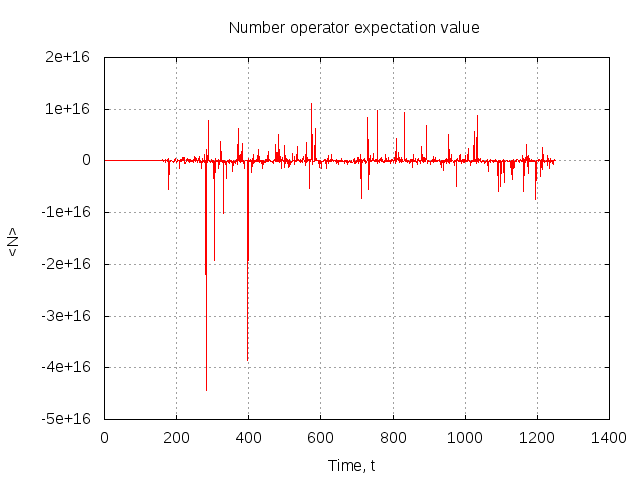 Number operator expectation value
2e+16
1e+16
0
-1e+16
-2e+16
-3e+16
-4e+16
-5e+16
<N>
0 200 400 600 800 1000 1200 1400
Time, t